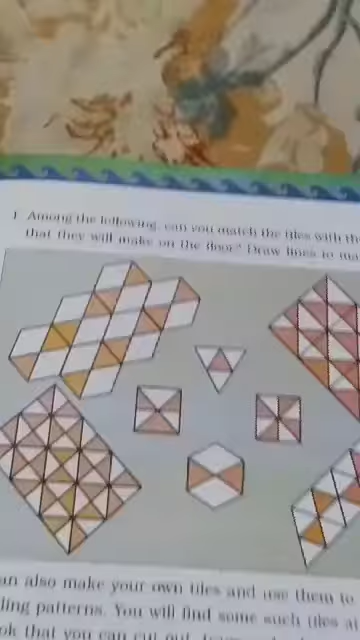 1 Among the following, can you match the tiles with the
that they will make on the floor? Draw lines to ma
an also make your own tiles and use them to
ling patterns. You will find some such tiles at
ok that you can cut out